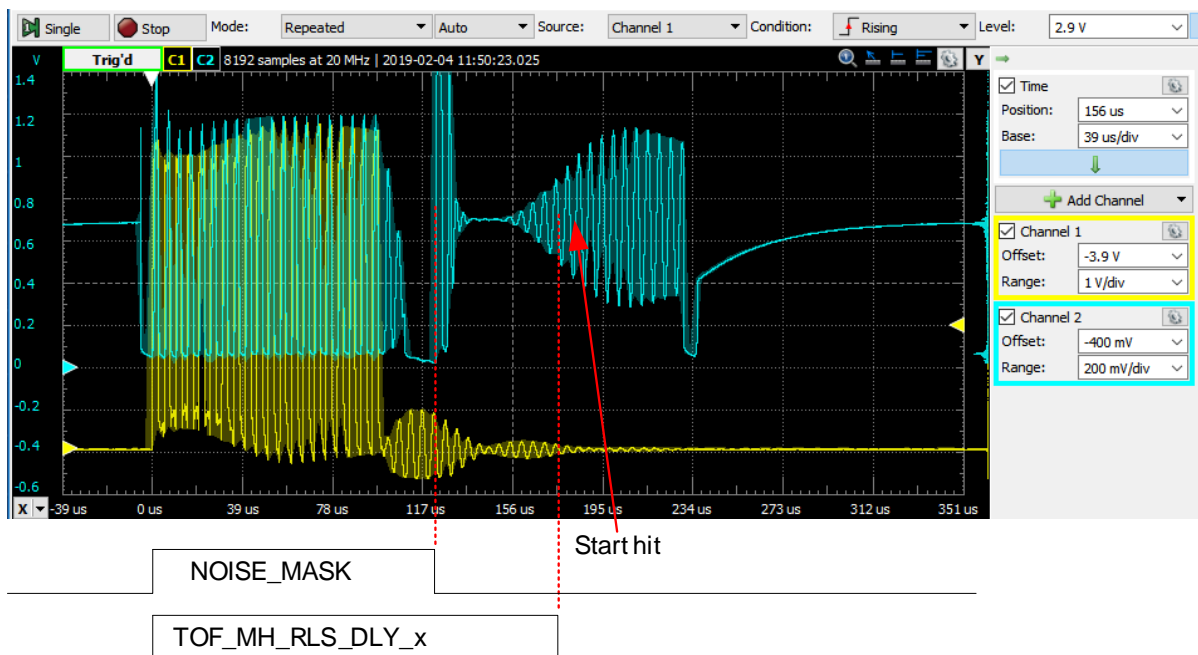 Single Stop Mode: Repeated Auto Source: Channel 1 Condition: Rising Level: 2.9 V
V Trig'd C1 C2 8192 samples at 20 MHz | 2019-02-04 11:50:23.025 Y
1.4
1.2
1
0.8
0.6
0.4
0.2
0
-0.2
-0.4
-0.6
X -39 us 0 us 39 us 78 us 117 us 156 us 195 us 234 us 273 us 312 us 351 us
Time
Position: 156 us
Base: 39 us/div
Add Channel
Channel 1
Offset: -3.9 V
Range: 1 V/div
Channel 2
Offset: -400 mV
Range: 200 mV/div
Start hit
NOISE_MASK
TOF_MH_RLS_DLY_x